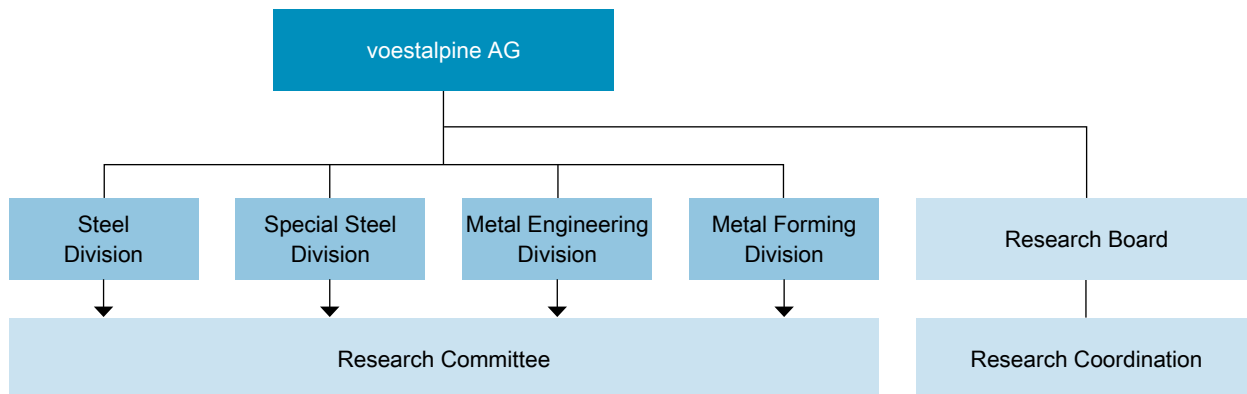 voestalpine AG
Steel
Division
Special Steel
Division
Metal Engineering
Division
Metal Forming
Division
Research Board
Research Committee
Research Coordination